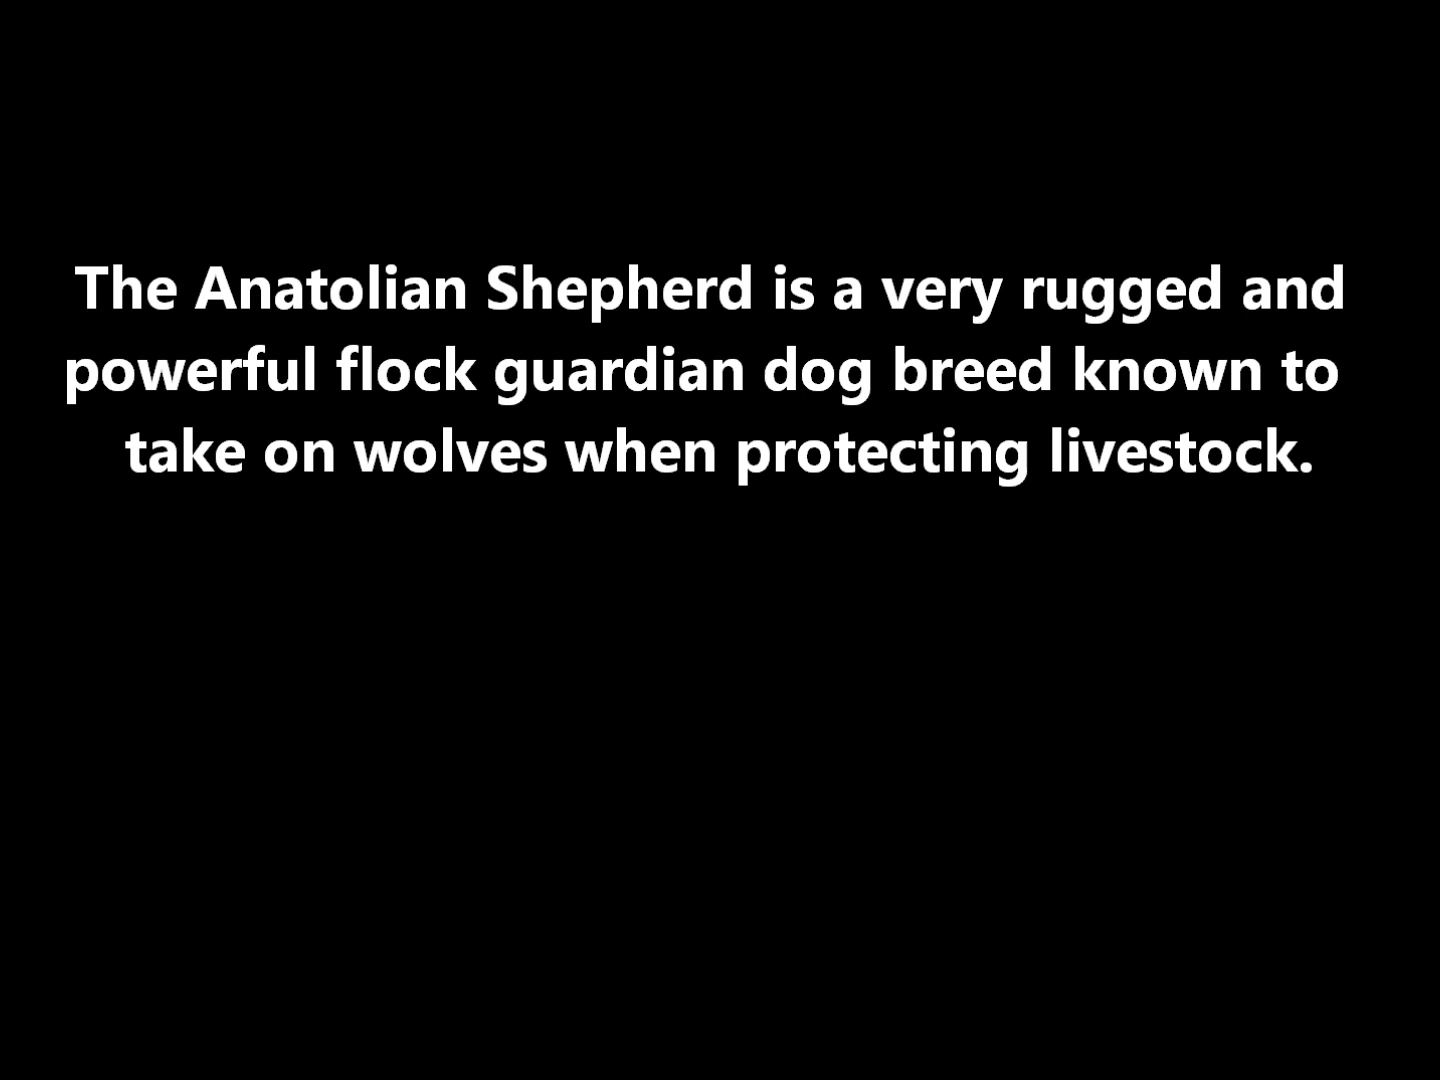 The Anatolian Shepherd is a very rugged and
powerful flock guardian dog breed known to
take on wolves when protecting livestock.